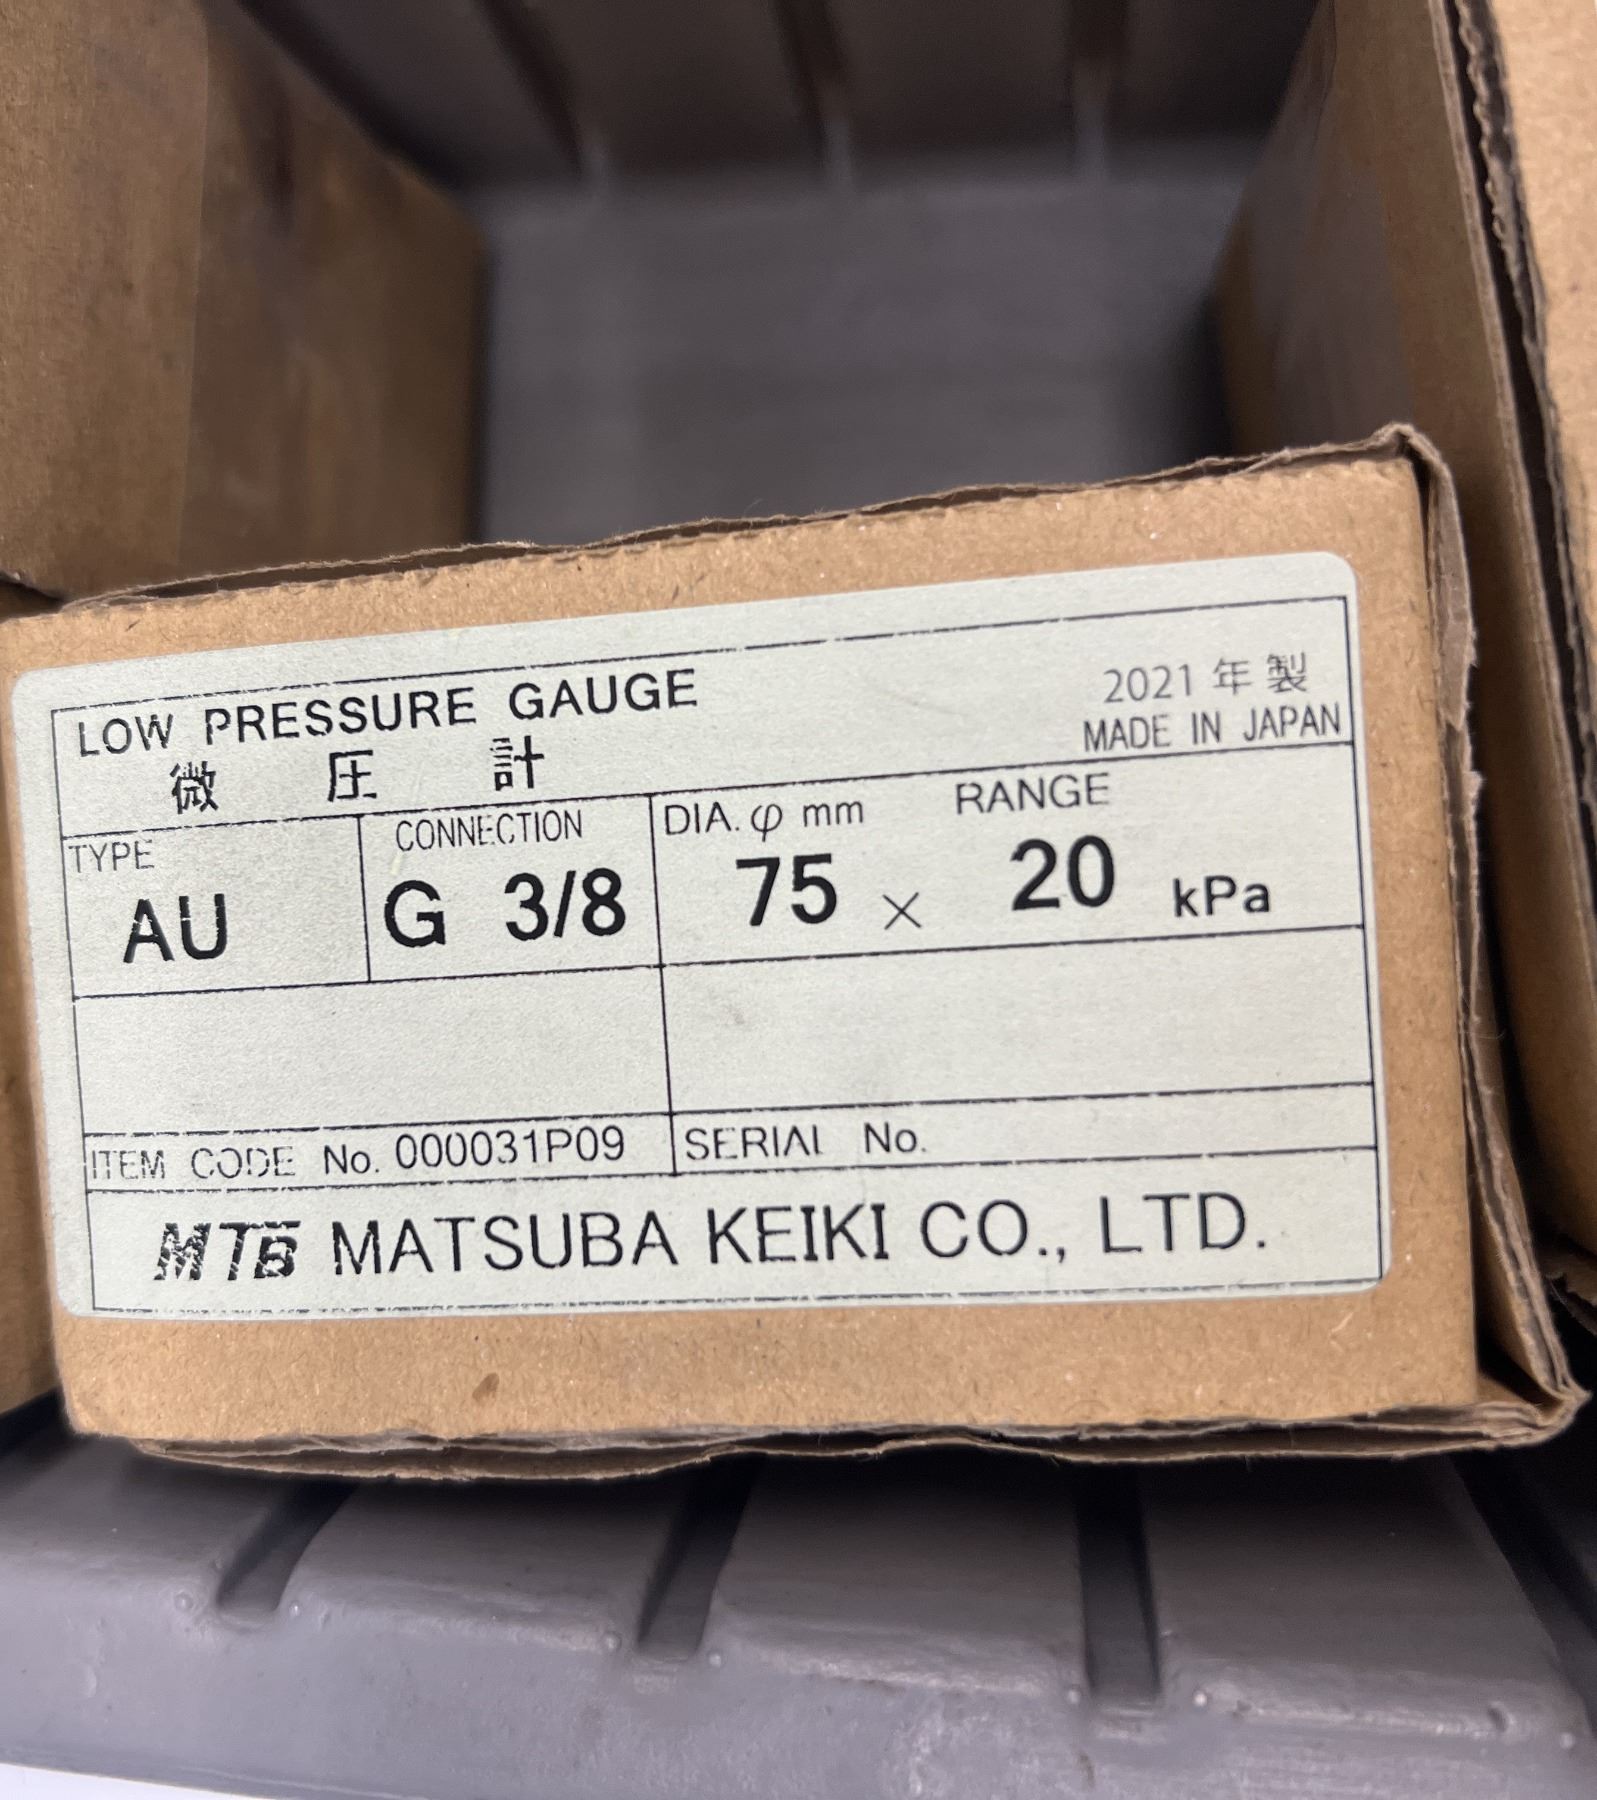 LOW PRESSURE GAUGE
微 圧 計
2021 年 製
MADE IN JAPAN
TYPE
AU
CONNECTION
G 3/8
DIA. φ mm RANGE
75 × 20 kPa
ITEM CODE No. 000031P09
SERIAL No.
MTB MATSUBA KEIKI CO., LTD.